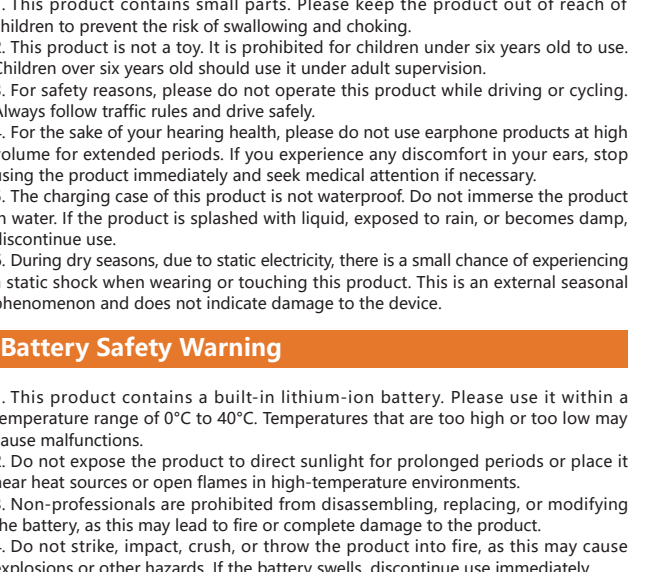 . This product contains small parts. Please keep the product out of reach of
hildren to prevent the risk of swallowing and choking.
. This product is not a toy. It is prohibited for children under six years old to use.
Children over six years old should use it under adult supervision.
. For safety reasons, please do not operate this product while driving or cycling.
Always follow traffic rules and drive safely.
. For the sake of your hearing health, please do not use earphone products at high
volume for extended periods. If you experience any discomfort in your ears, stop
using the product immediately and seek medical attention if necessary.
. The charging case of this product is not waterproof. Do not immerse the product
n water. If the product is splashed with liquid, exposed to rain, or becomes damp,
discontinue use.
. During dry seasons, due to static electricity, there is a small chance of experiencing
static shock when wearing or touching this product. This is an external seasonal
phenomenon and does not indicate damage to the device.
Battery Safety Warning
. This product contains a built-in lithium-ion battery. Please use it within a
temperature range of 0°C to 40°C. Temperatures that are too high or too low may
ause malfunctions.
. Do not expose the product to direct sunlight for prolonged periods or place it
near heat sources or open flames in high-temperature environments.
. Non-professionals are prohibited from disassembling, replacing, or modifying
the battery, as this may lead to fire or complete damage to the product.
. Do not strike, impact, crush, or throw the product into fire, as this may cause
explosions or other hazards. If the battery swells, discontinue use immediately.